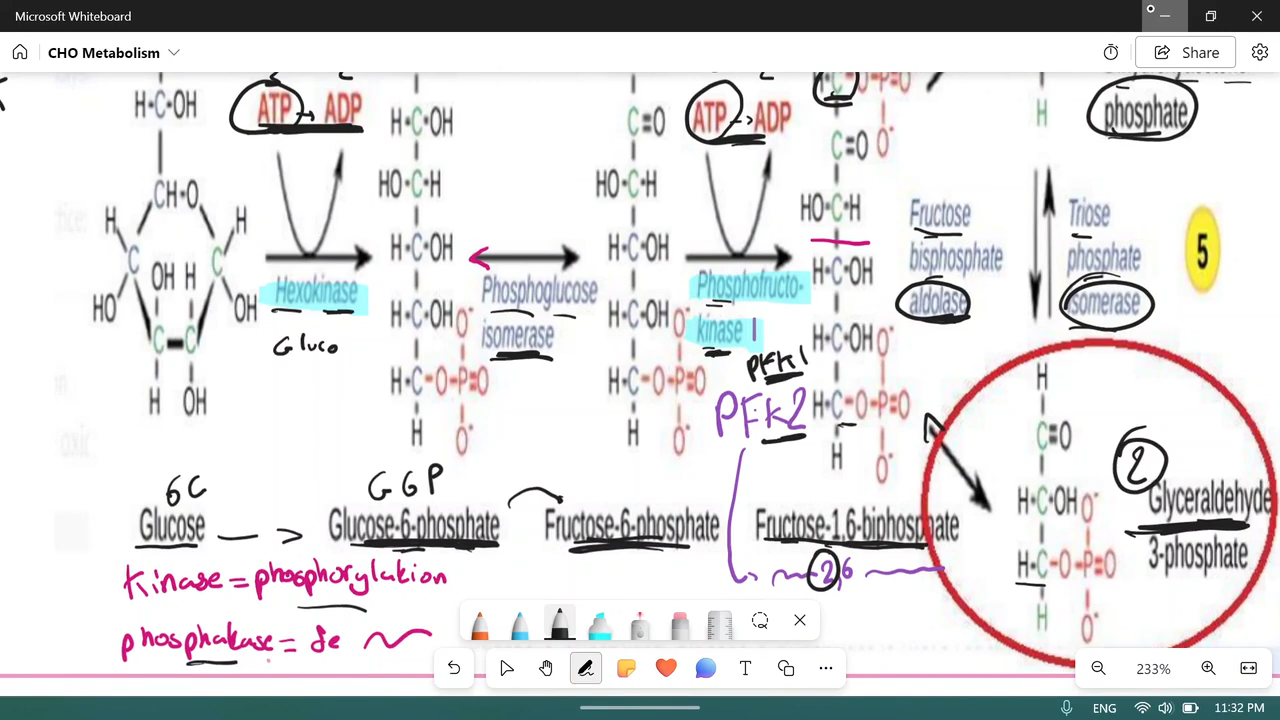 Microsoft Whiteboard
CHO Metabolism
Share
H·C·OH
ATP → ADP
H·C·OH
C=O
ATP -> ADP
phosphate
H
C=O
HO·C·H
HO·C·H
CH·O
H
H
C
C
OH H
HO
OH
C C
H OH
H·C·OH
H·C·OH
HO·C·H
H·C·OH
Hexokinase
Gluco
Phosphoglucose
isomerase
Phosphofructo-
kinase 1
PFK1
PFK2
Fructose
bisphosphate
aldolase
Triose
phosphate
isomerase
5
H·C·OH
H·C·OH
H·C·OH O-
H·C-O-P=O
H·C-O-P=O
H·C-O-P=O
H
H
H
O-
O-
O-
H
C=O
H·C·OH O-
H·C-O-P=O
H
O-
2
Glyceraldehyde
3-phosphate
6C
G6P
Glucose -- >
Glucose-6-phosphate
Fructose-6-phosphate
Fructose-1,6-biphosphate
2,6
Kinase = phosphorylation
phosphatase = de
T
233%
ENG
11:32 PM